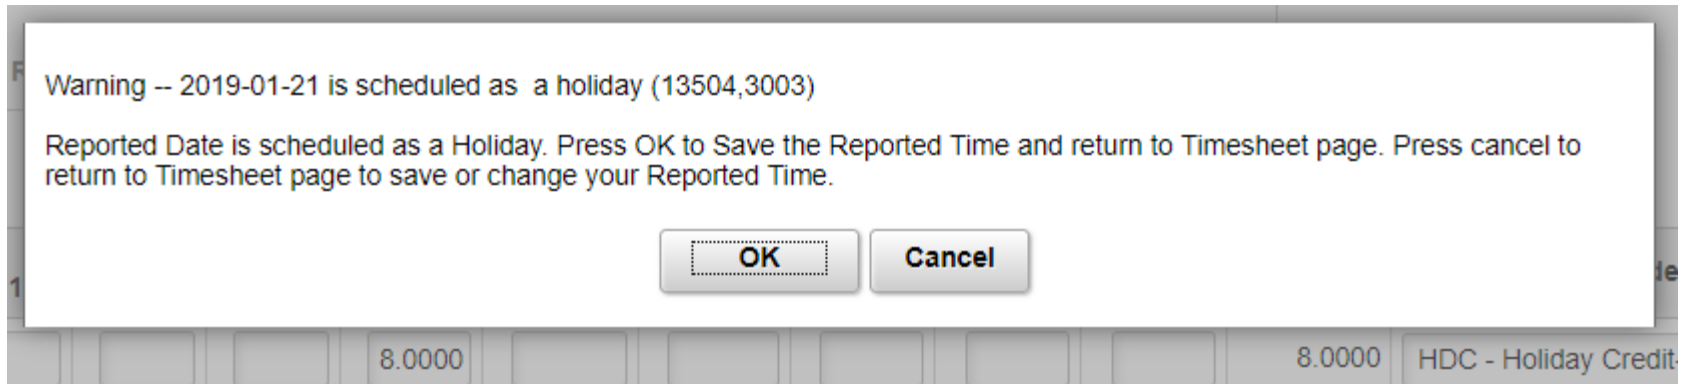 Warning -- 2019-01-21 is scheduled as  a holiday (13504,3003)
Reported Date is scheduled as a Holiday. Press OK to Save the Reported Time and return to Timesheet page. Press cancel to
return to Timesheet page to save or change your Reported Time.
OK Cancel
8.0000 8.0000 HDC - Holiday Credit-